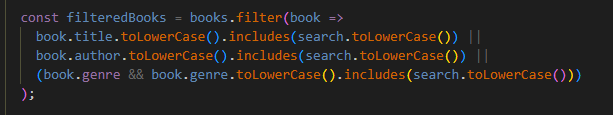 const filteredBooks = books.filter(book =>
book.title.toLowerCase().includes(search.toLowerCase()) ||
book.author.toLowerCase().includes(search.toLowerCase()) ||
(book.genre && book.genre.toLowerCase().includes(search.toLowerCase()))
);